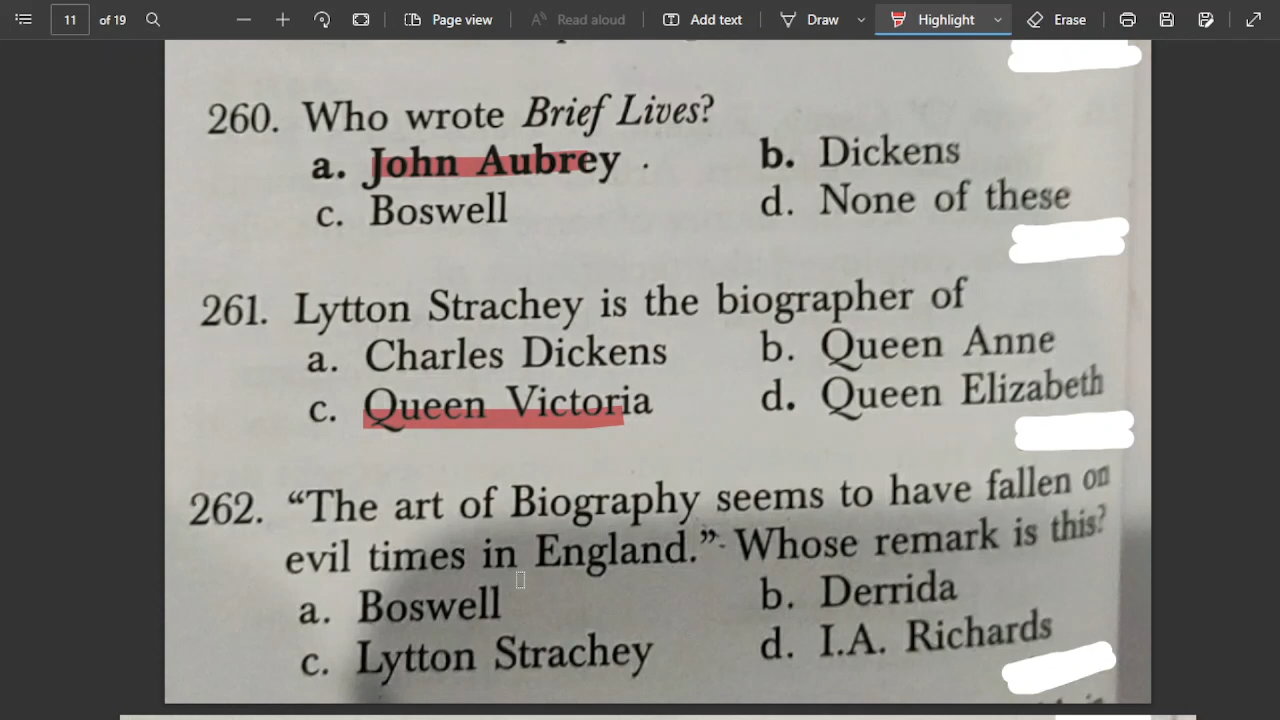 11 of 19 Page view Read aloud Add text Draw Highlight Erase
260. Who wrote Brief Lives?
a. John Aubrey . b. Dickens
c. Boswell d. None of these
261. Lytton Strachey is the biographer of
a. Charles Dickens b. Queen Anne
c. Queen Victoria d. Queen Elizabeth
262. “The art of Biography seems to have fallen on
evil times in England.” Whose remark is this?
a. Boswell b. Derrida
c. Lytton Strachey d. I.A. Richards